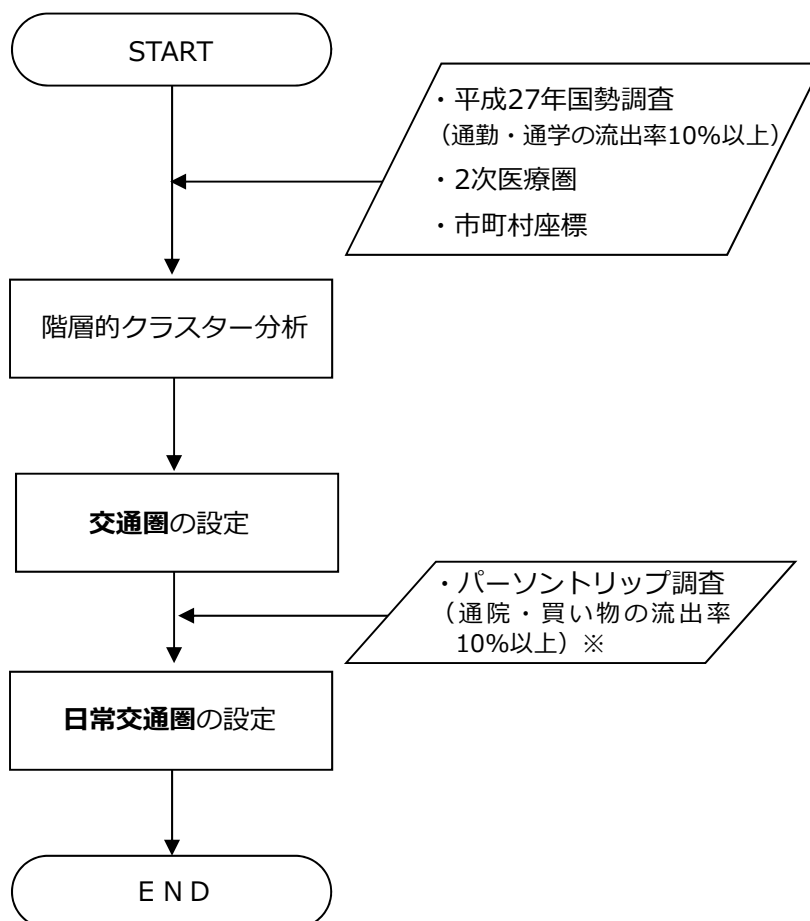 START
・平成27年国勢調査
（通勤・通学の流出率10%以上）
・2次医療圏
・市町村座標
階層的クラスター分析
交通圏の設定
・パーソントリップ調査
（通院・買い物の流出率
10%以上）※
日常交通圏の設定
ＥＮＤ